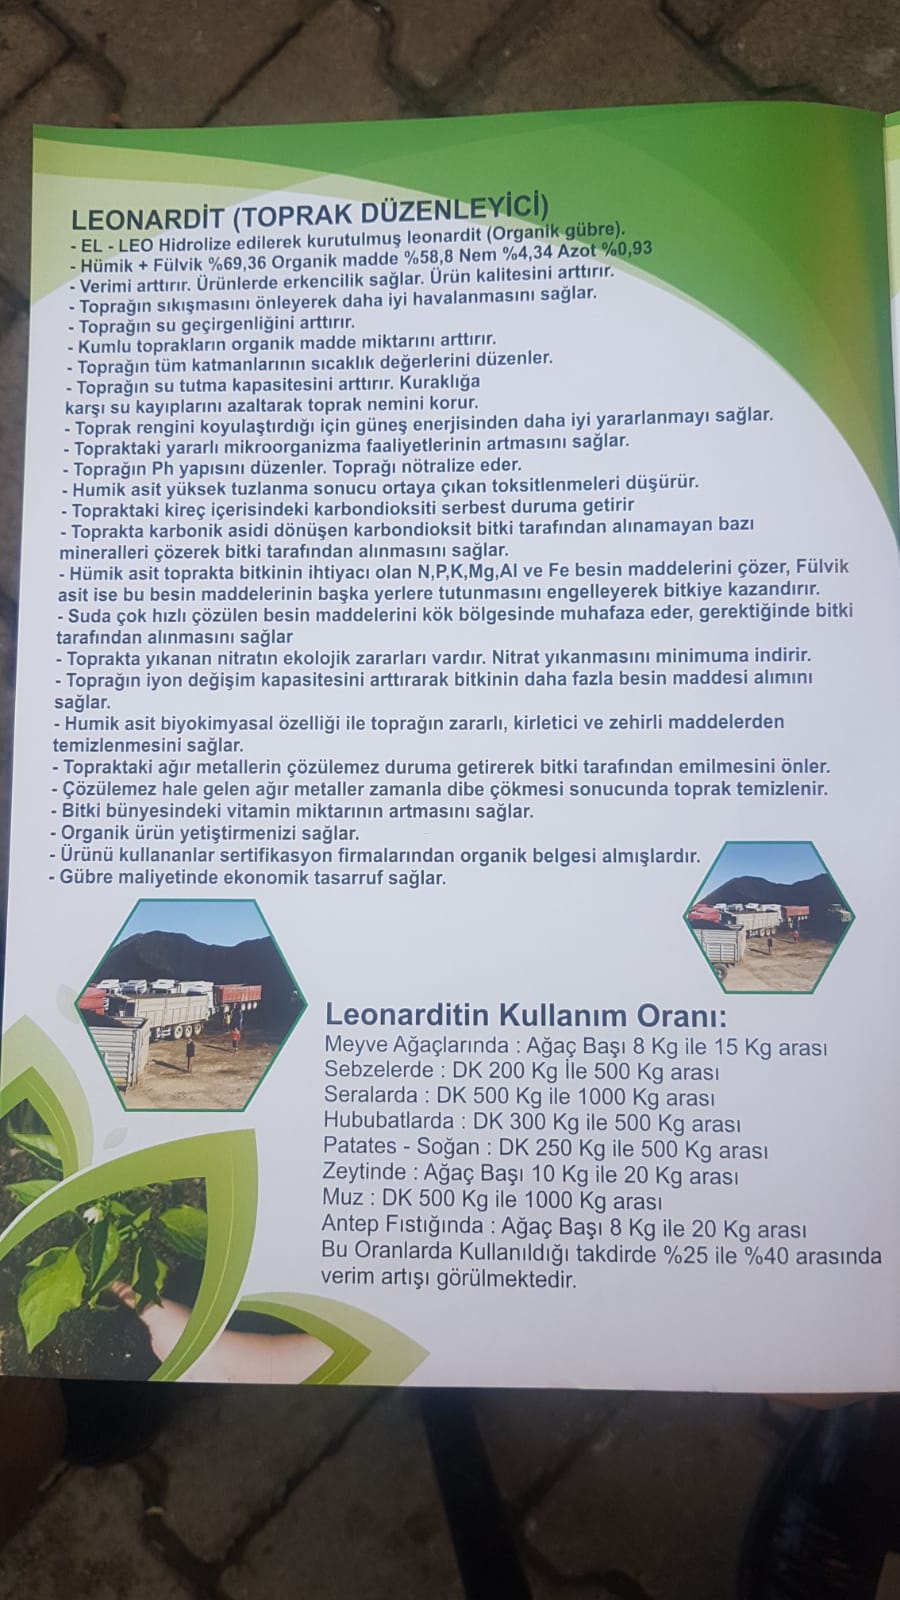 LEONARDİT (TOPRAK DÜZENLEYİCİ)
- EL - LEO Hidrolize edilerek kurutulmuş leonardit (Organik gübre).
- Hümik + Fülvik %69,36 Organik madde %58,8 Nem %4,34 Azot %0,93
- Verimi arttırır. Ürünlerde erkencilik sağlar. Ürün kalitesini arttırır.
- Toprağın sıkışmasını önleyerek daha iyi havalanmasını sağlar.
- Toprağın su geçirgenliğini arttırır.
- Kumlu toprakların organik madde miktarını arttırır.
- Toprağın tüm katmanlarının sıcaklık değerlerini düzenler.
- Toprağın su tutma kapasitesini arttırır. Kuraklığa
karşı su kayıplarını azaltarak toprak nemini korur.
- Toprak rengini koyulaştırdığı için güneş enerjisinden daha iyi yararlanmayı sağlar.
- Topraktaki yararlı mikroorganizma faaliyetlerinin artmasını sağlar.
- Toprağın Ph yapısını düzenler. Toprağı nötralize eder.
- Humik asit yüksek tuzlanma sonucu ortaya çıkan toksitlenmeleri düşürür.
- Topraktaki kireç içerisindeki karbondioksiti serbest duruma getirir
- Toprakta karbonik asidi dönüşen karbondioksit bitki tarafından alınamayan bazı
mineralleri çözerek bitki tarafından alınmasını sağlar.
- Hümik asit toprakta bitkinin ihtiyacı olan N,P,K,Mg,Al ve Fe besin maddelerini çözer, Fülvik
asit ise bu besin maddelerinin başka yerlere tutunmasını engelleyerek bitkiye kazandırır.
- Suda çok hızlı çözülen besin maddelerini kök bölgesinde muhafaza eder, gerektiğinde bitki
tarafından alınmasını sağlar
- Toprakta yıkanan nitratın ekolojik zararları vardır. Nitrat yıkanmasını minimuma indirir.
- Toprağın iyon değişim kapasitesini arttırarak bitkinin daha fazla besin maddesi alımını
sağlar.
- Humik asit biyokimyasal özelliği ile toprağın zararlı, kirletici ve zehirli maddelerden
temizlenmesini sağlar.
- Topraktaki ağır metallerin çözülemez duruma getirerek bitki tarafından emilmesini önler.
- Çözülemez hale gelen ağır metaller zamanla dibe çökmesi sonucunda toprak temizlenir.
- Bitki bünyesindeki vitamin miktarının artmasını sağlar.
- Organik ürün yetiştirmenizi sağlar.
- Ürünü kullananlar sertifikasyon firmalarından organik belgesi almışlardır.
- Gübre maliyetinde ekonomik tasarruf sağlar.
Leonarditin Kullanım Oranı:
Meyve Ağaçlarında : Ağaç Başı 8 Kg ile 15 Kg arası
Sebzelerde : DK 200 Kg İle 500 Kg arası
Seralarda : DK 500 Kg ile 1000 Kg arası
Hububatlarda : DK 300 Kg ile 500 Kg arası
Patates - Soğan : DK 250 Kg ile 500 Kg arası
Zeytinde : Ağaç Başı 10 Kg ile 20 Kg arası
Muz : DK 500 Kg ile 1000 Kg arası
Antep Fıstığında : Ağaç Başı 8 Kg ile 20 Kg arası
Bu Oranlarda Kullanıldığı takdirde %25 ile %40 arasında
verim artışı görülmektedir.